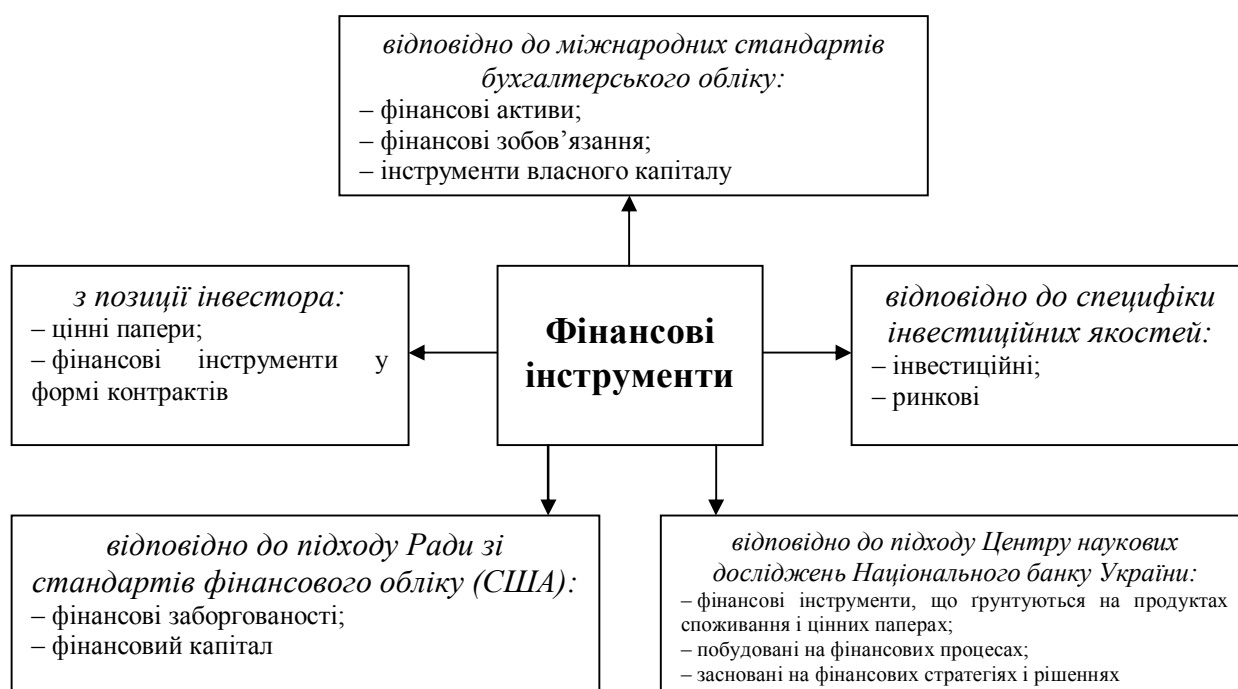 відповідно до міжнародних стандартів
бухгалтерського обліку:
– фінансові активи;
– фінансові зобов’язання;
– інструменти власного капіталу
з позиції інвестора:
– цінні папери;
– фінансові інструменти у
формі контрактів
Фінансові
інструменти
відповідно до специфіки
інвестиційних якостей:
– інвестиційні;
– ринкові
відповідно до підходу Ради зі
стандартів фінансового обліку (США):
– фінансові заборгованості;
– фінансовий капітал
відповідно до підходу Центру наукових
досліджень Національного банку України:
– фінансові інструменти, що ґрунтуються на продуктах
споживання і цінних паперах;
– побудовані на фінансових процесах;
– засновані на фінансових стратегіях і рішеннях